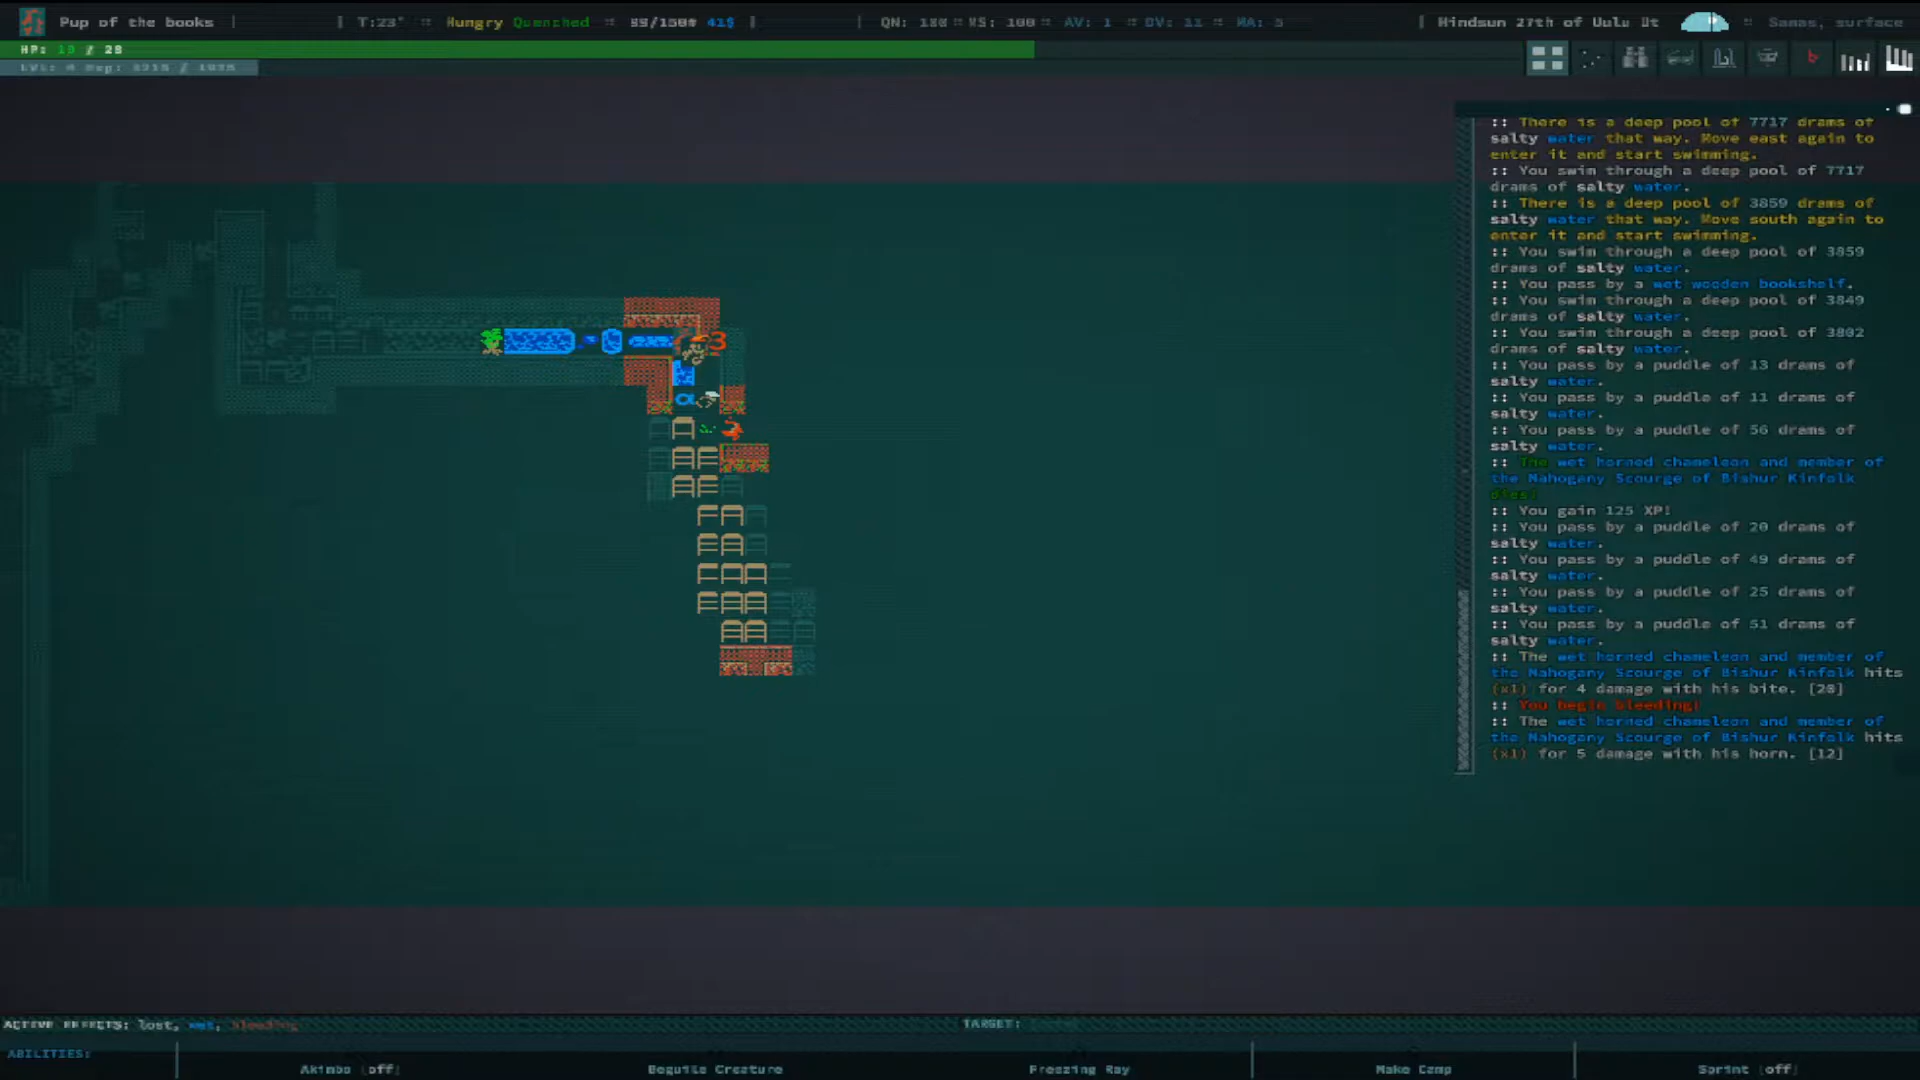 Pup of the books
T:23° Hungry Quenched 99/150# 41$
QN: 180 MS: 100 AV: 1 DV: 11 MA: 5
Mindsun 27th of Uulu Ut
surface
HP: / 28
:: There is a deep pool of 7717 drams of
salty water that way. Move east again to
enter it and start swimming.
:: You swim through a deep pool of 7717
drams of salty water.
:: There is a deep pool of 3859 drams of
salty water that way. Move south again to
enter it and start swimming.
:: You swim through a deep pool of 3859
drams of salty water.
:: You pass by a wet wooden bookshelf.
:: You swim through a deep pool of 3849
drams of salty water.
:: You swim through a deep pool of 3802
drams of salty water.
:: You pass by a puddle of 13 drams of
salty water.
:: You pass by a puddle of 11 drams of
salty water.
:: You pass by a puddle of 56 drams of
salty water.
:: The wet horned chameleon and member of
the Mahogany Scourge of Bishur Kinfolk
dies!
:: You gain 125 XP!
:: You pass by a puddle of 20 drams of
salty water.
:: You pass by a puddle of 49 drams of
salty water.
:: You pass by a puddle of 25 drams of
salty water.
:: You pass by a puddle of 51 drams of
salty water.
:: The wet horned chameleon and member of
the Mahogany Scourge of Bishur Kinfolk hits
(x1) for 4 damage with his bite. [20]
:: You begin bleeding!
:: The wet horned chameleon and member of
the Mahogany Scourge of Bishur Kinfolk hits
(x1) for 5 damage with his horn. [12]
ACTIVE EFFECTS: lost, wet, bleeding
TARGET:
ABILITIES:
Akimbo [off]
Beguile Creature
Freezing Ray
Make Camp
Sprint [off]